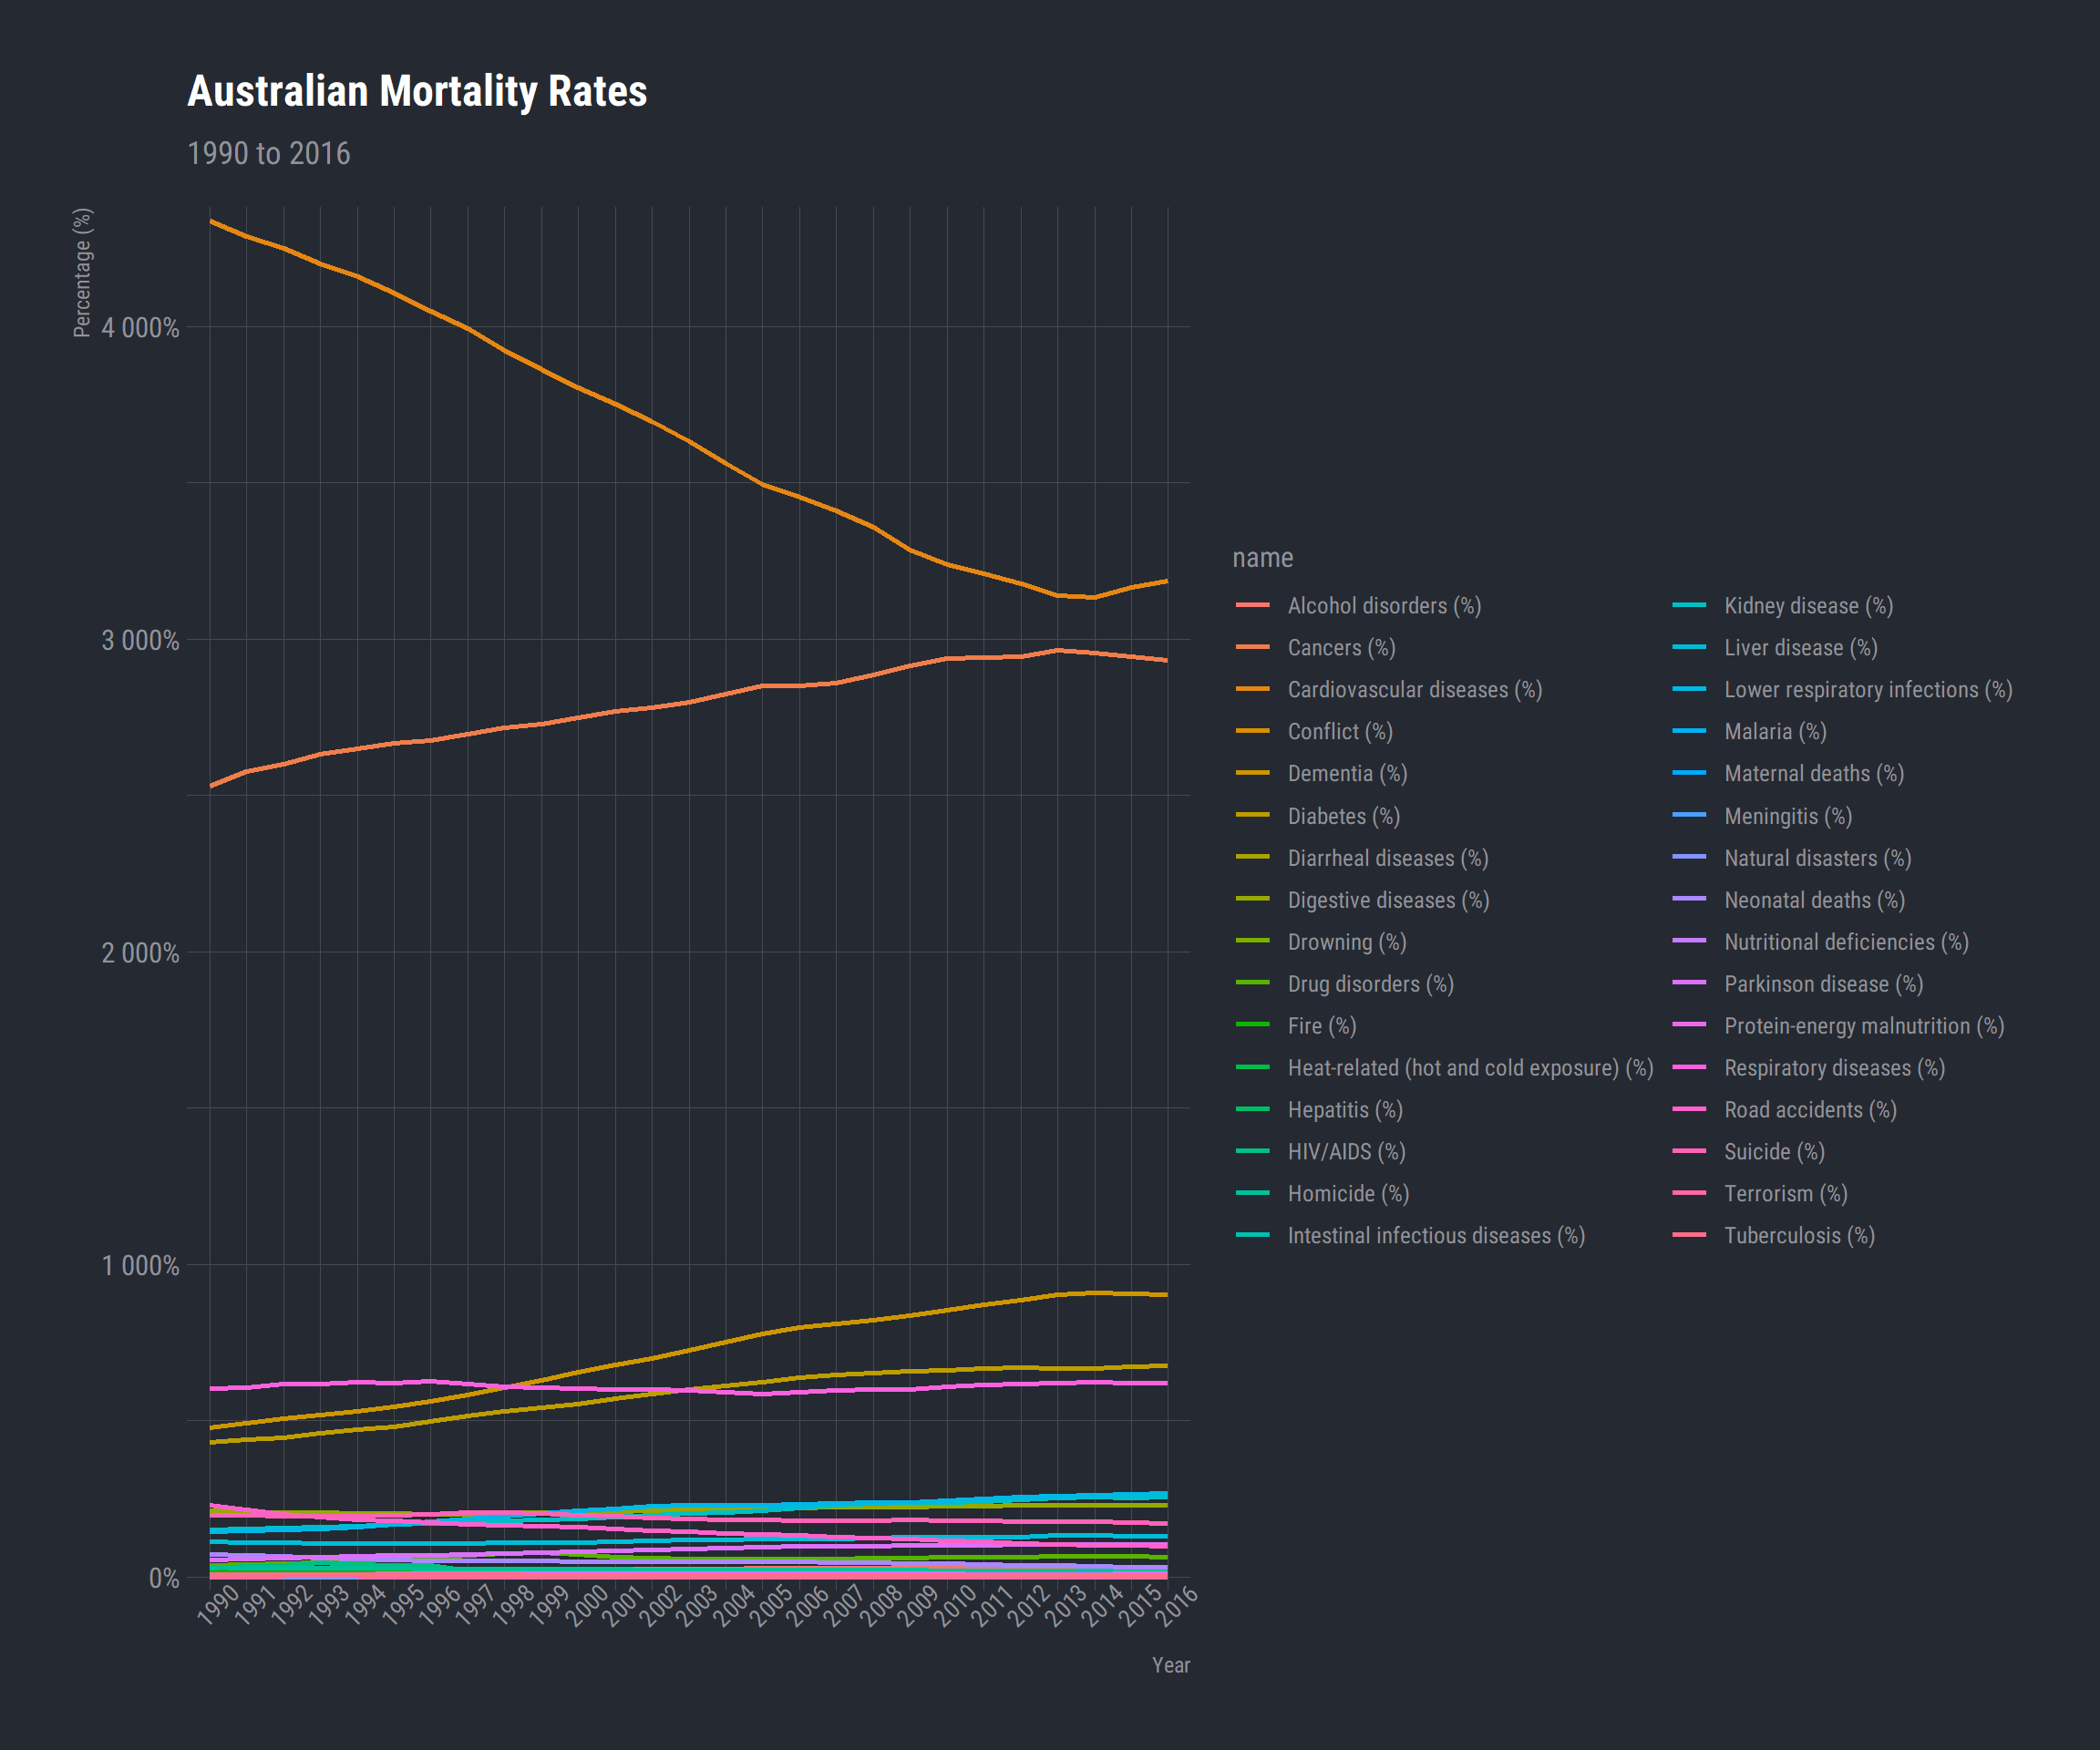 Australian Mortality Rates
1990 to 2016
Percentage (%)
4 000%
3 000%
2 000%
1 000%
0%
1990
1991
1992
1993
1994
1995
1996
1997
1998
1999
2000
2001
2002
2003
2004
2005
2006
2007
2008
2009
2010
2011
2012
2013
2014
2015
2016
Year
name
Alcohol disorders (%)
Cancers (%)
Cardiovascular diseases (%)
Conflict (%)
Dementia (%)
Diabetes (%)
Diarrheal diseases (%)
Digestive diseases (%)
Drowning (%)
Drug disorders (%)
Fire (%)
Heat-related (hot and cold exposure) (%)
Hepatitis (%)
HIV/AIDS (%)
Homicide (%)
Intestinal infectious diseases (%)
Kidney disease (%)
Liver disease (%)
Lower respiratory infections (%)
Malaria (%)
Maternal deaths (%)
Meningitis (%)
Natural disasters (%)
Neonatal deaths (%)
Nutritional deficiencies (%)
Parkinson disease (%)
Protein-energy malnutrition (%)
Respiratory diseases (%)
Road accidents (%)
Suicide (%)
Terrorism (%)
Tuberculosis (%)